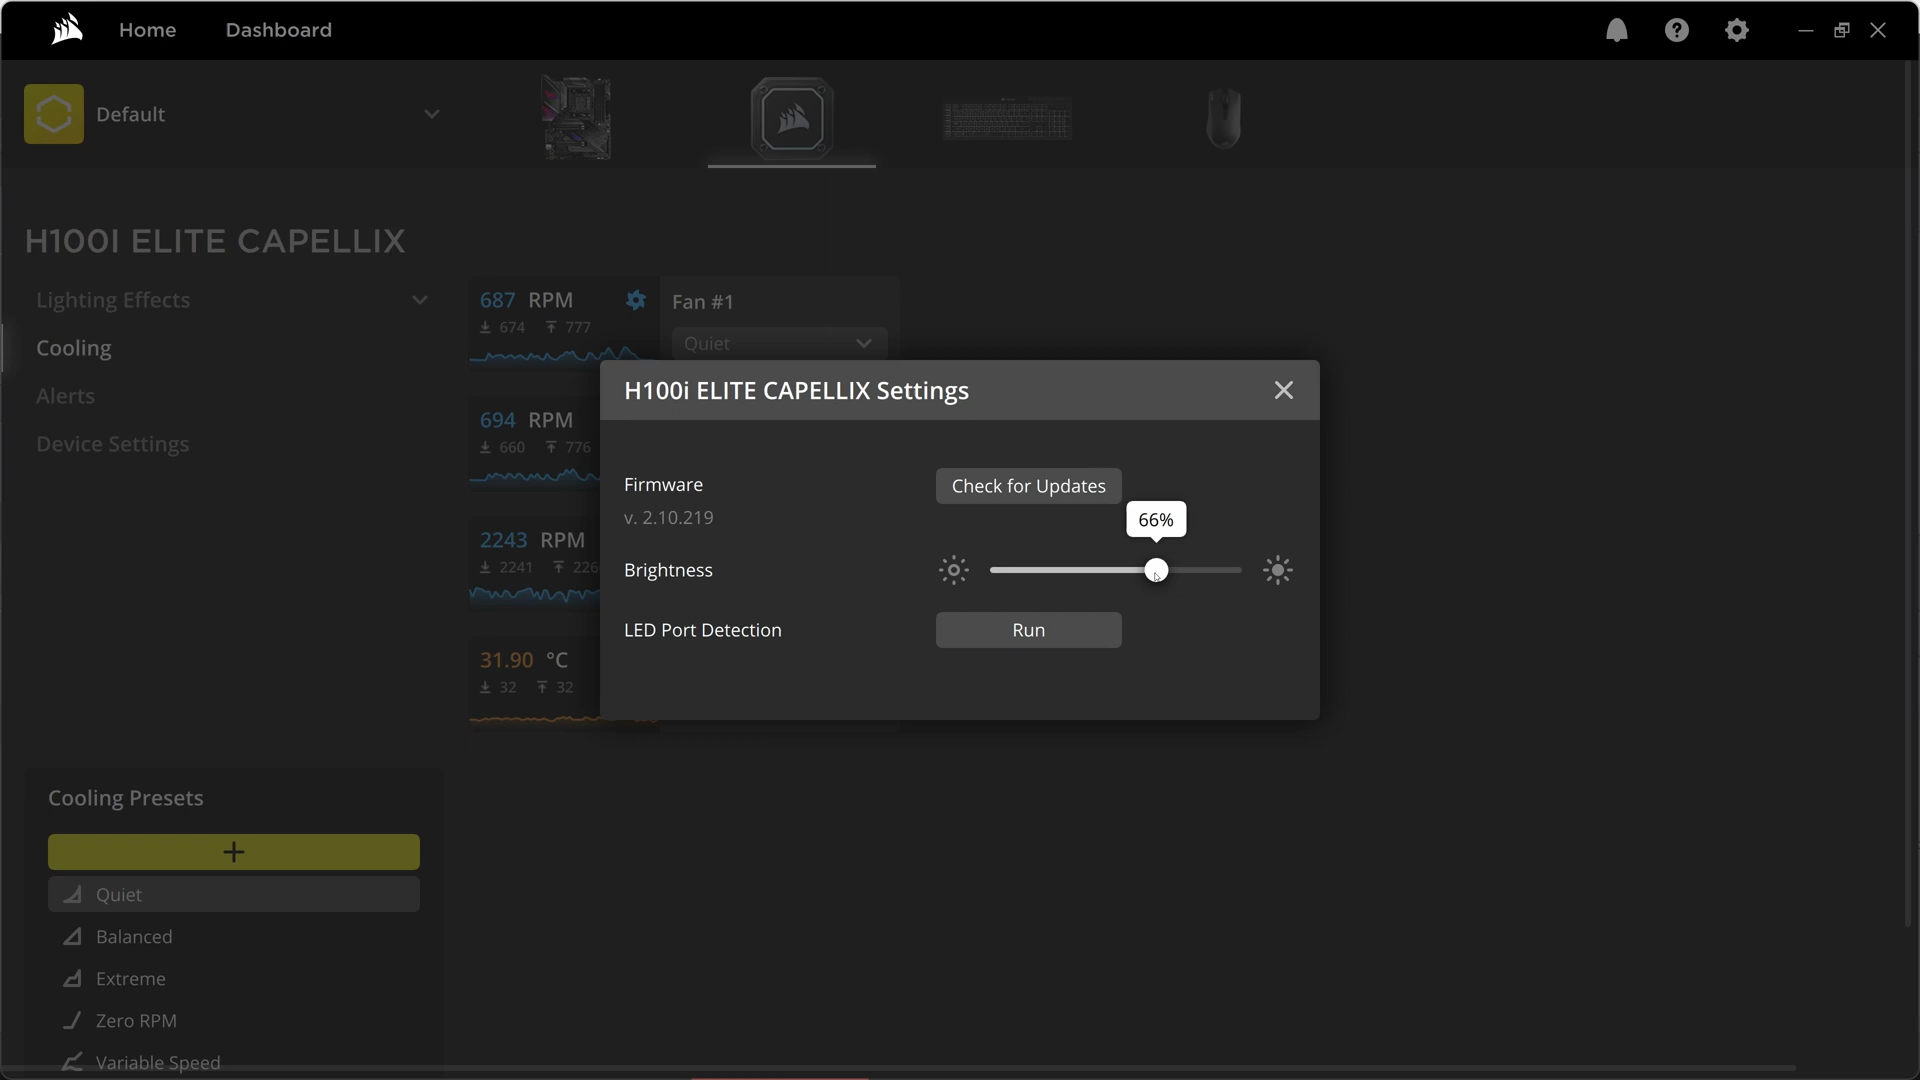 Home
Dashboard
Default
H100I ELITE CAPELLIX
Lighting Effects
Cooling
Alerts
Device Settings
687 RPM
674 777
Fan #1
Quiet
694 RPM
660 776
2243 RPM
2241 226
31.90 °C
32 32
H100i ELITE CAPELLIX Settings
Firmware
v. 2.10.219
Check for Updates
66%
Brightness
LED Port Detection
Run
Cooling Presets
Quiet
Balanced
Extreme
Zero RPM
Variable Speed